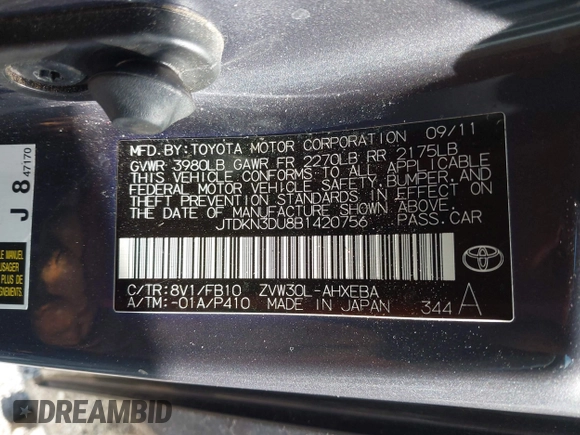 MFD. BY: TOYOTA MOTOR CORPORATION 09/11
GVWR 3980LB GAWR FR 2270LB RR 2175LB
THIS VEHICLE CONFORMS TO ALL APPLICABLE
FEDERAL MOTOR VEHICLE SAFETY, BUMPER, AND
THEFT PREVENTION STANDARDS IN EFFECT ON
THE DATE OF MANUFACTURE SHOWN ABOVE.
JTDKN3DU8B1420756 PASS. CAR
C/TR: 8V1/FB10 ZVW30L-AHXEBA
A/TM: -01A/P410 MADE IN JAPAN 344 A
J 8 47170
USAGER
DREAMBID